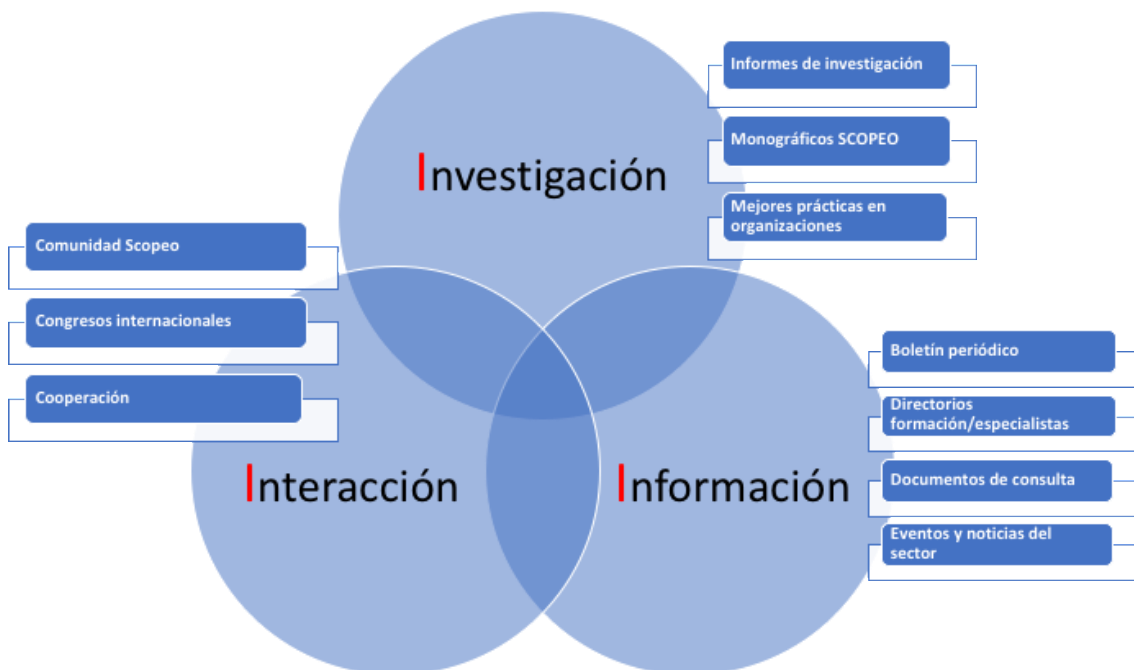 Investigación
Informes de investigación
Monográficos SCOPEO
Mejores prácticas en
organizaciones
Comunidad Scopeo
Congresos internacionales
Cooperación
Interacción
Información
Boletín periódico
Directorios
formación/especialistas
Documentos de consulta
Eventos y noticias del
sector